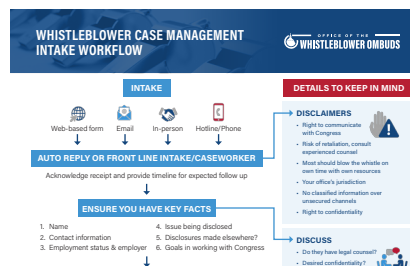 WHISTLEBLOWER CASE MANAGEMENT
INTAKE WORKFLOW
OFFICE OF THE
WHISTLEBLOWER OMBUDS
INTAKE
Web-based form
Email
In-person
Hotline/Phone
AUTO REPLY OR FRONT LINE INTAKE/CASEWORKER
Acknowledge receipt and provide timeline for expected follow up
ENSURE YOU HAVE KEY FACTS
1. Name
2. Contact information
3. Employment status & employer
4. Issue being disclosed
5. Disclosures made elsewhere?
6. Goals in working with Congress
DETAILS TO KEEP IN MIND
DISCLAIMERS
• Right to communicate
with Congress
• Risk of retaliation, consult
experienced counsel
• Most should blow the whistle on
own time with own resources
• Your office's jurisdiction
• No classified information over
unsecured channels
• Right to confidentiality
DISCUSS
• Do they have legal counsel?
• Desired confidentiality?